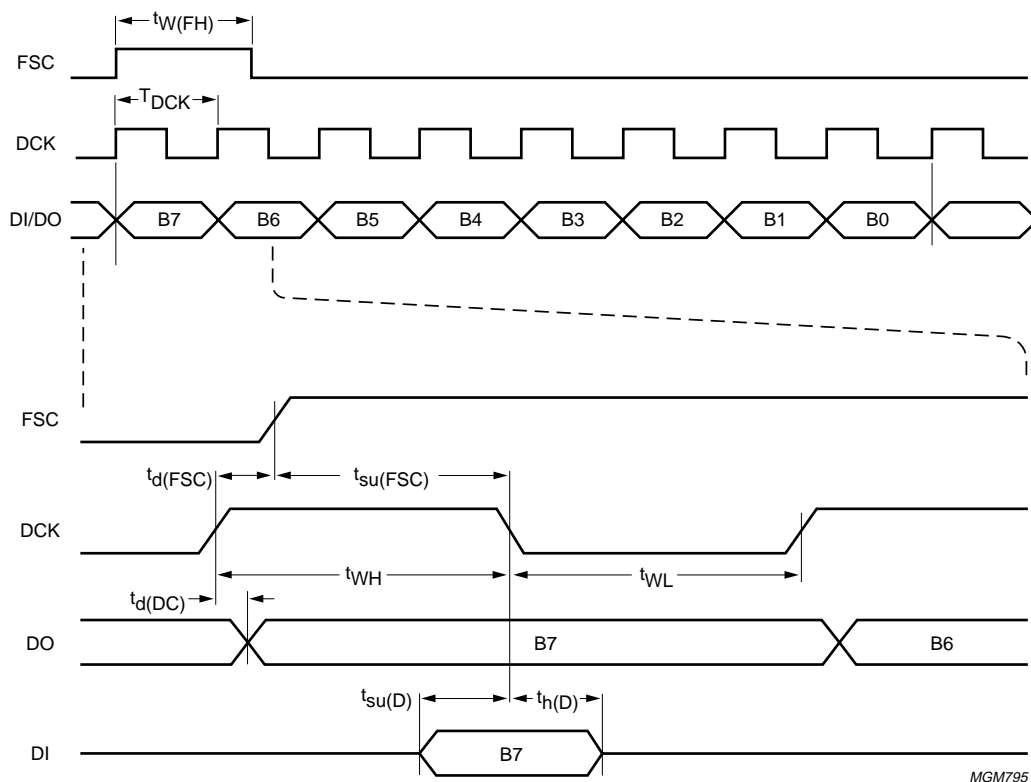 tW(FH)
FSC
TDCK
DCK
DI/DO B7 B6 B5 B4 B3 B2 B1 B0
FSC
td(FSC) tsu(FSC)
DCK
tWH tWL
td(DC)
DO B7 B6
tsu(D) th(D)
DI B7
MGM795